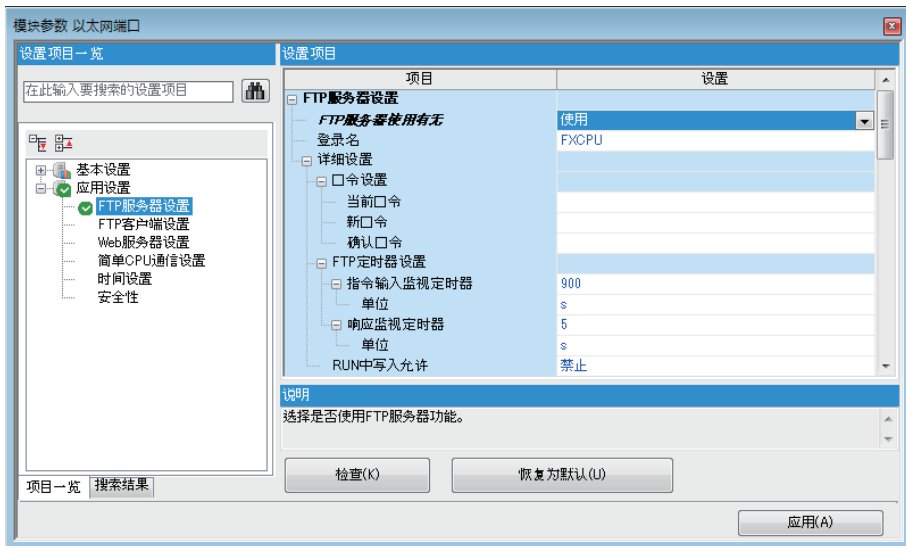 模块参数 以太网端口
设置项目一览
在此输入要搜索的设置项目
基本设置
应用设置
FTP服务器设置
FTP客户端设置
Web服务器设置
简单CPU通信设置
时间设置
安全性
项目一览 搜索结果
设置项目
项目 设置
FTP服务器设置
FTP服务器使用有无 使用
登录名 FXCPU
详细设置
口令设置
当前口令
新口令
确认口令
FTP定时器设置
指令输入监视定时器 900
单位 s
响应监视定时器 5
单位 s
RUN中写入允许 禁止
说明
选择是否使用FTP服务器功能。
检查(K) 恢复为默认(U)
应用(A)